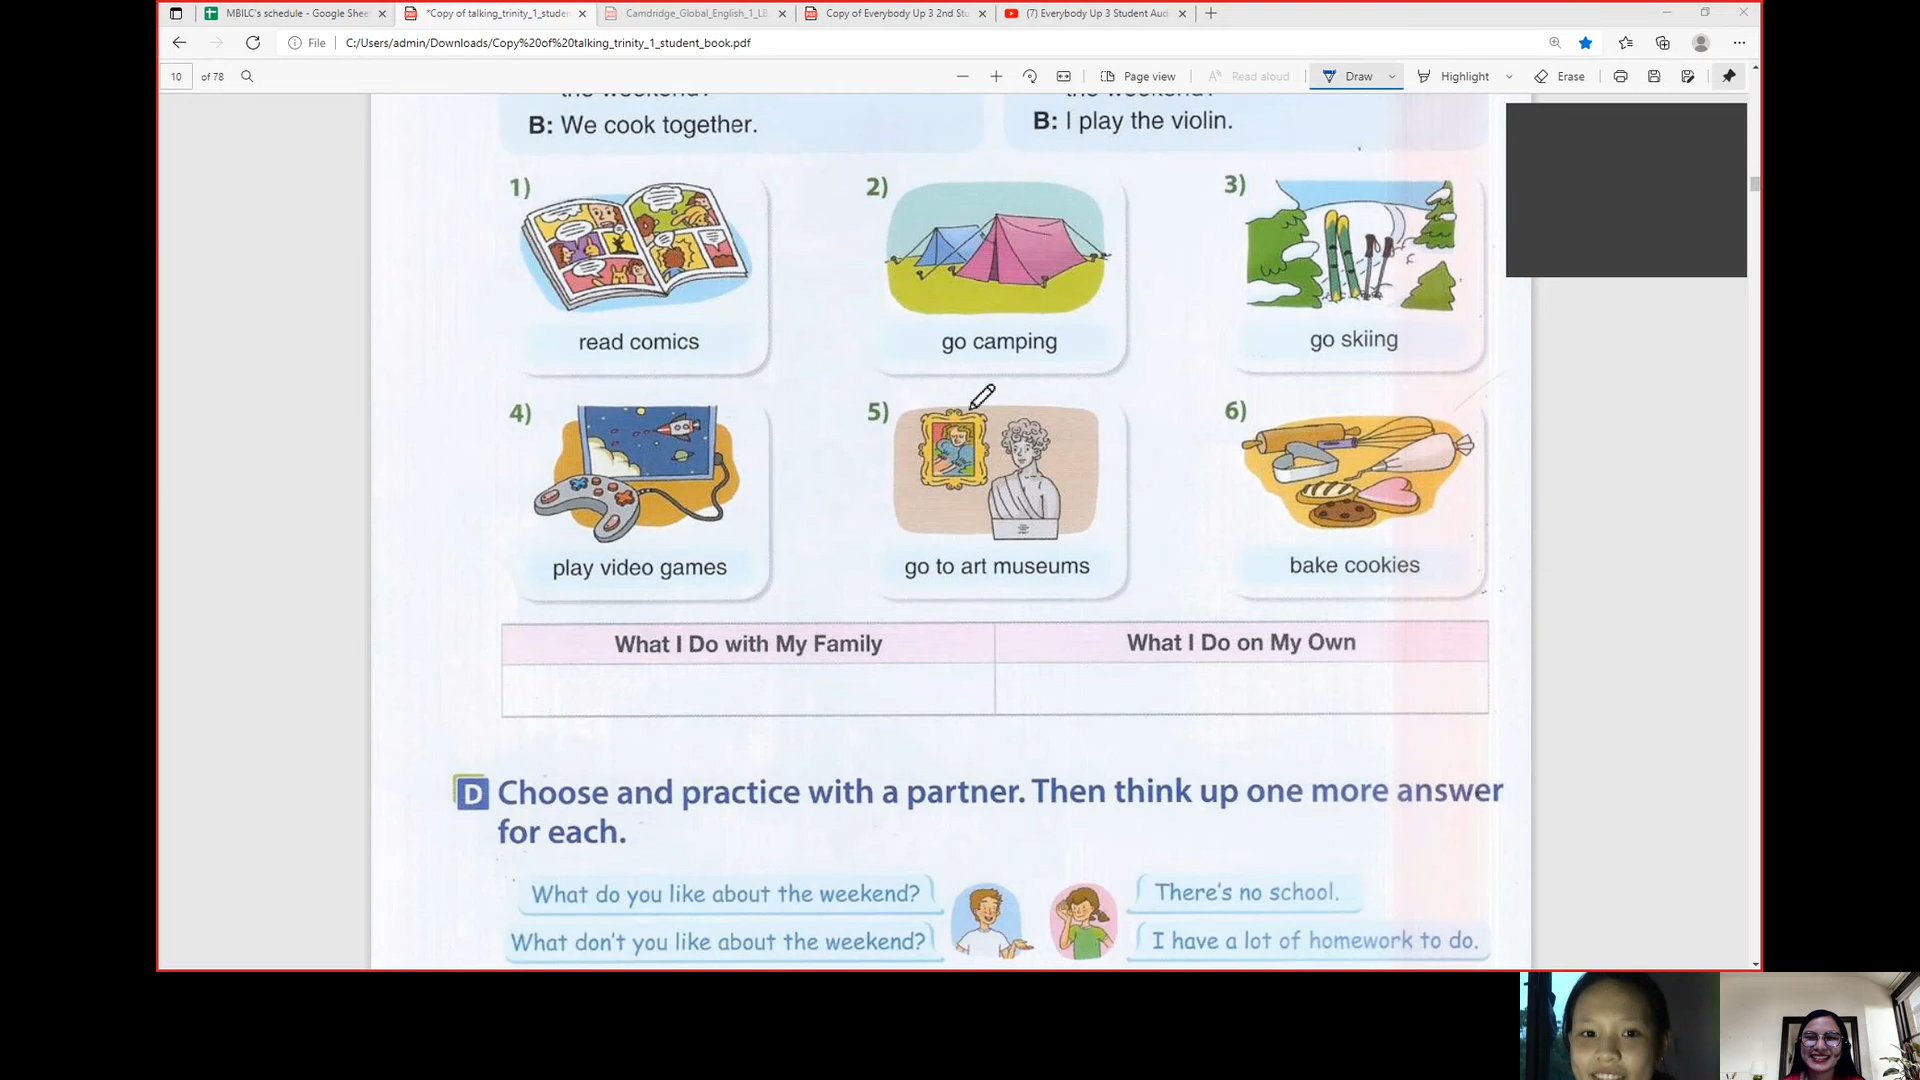 MBILC's schedule - Google Shee
*Copy of talking_trinity_1_studen
Camdridge_Global_English_1_LB
Copy of Everybody Up 3 2nd Stu
(7) Everybody Up 3 Student Aud
File
C:/Users/admin/Downloads/Copy%20of%20talking_trinity_1_student_book.pdf
10 of 78
Page view
Read aloud
Draw
Highlight
Erase
B: We cook together.
B: I play the violin.
1)
2)
3)
read comics
go camping
go skiing
4)
5)
6)
play video games
go to art museums
bake cookies
What I Do with My Family
What I Do on My Own
D Choose and practice with a partner. Then think up one more answer
for each.
What do you like about the weekend?
There's no school.
What don't you like about the weekend?
I have a lot of homework to do.